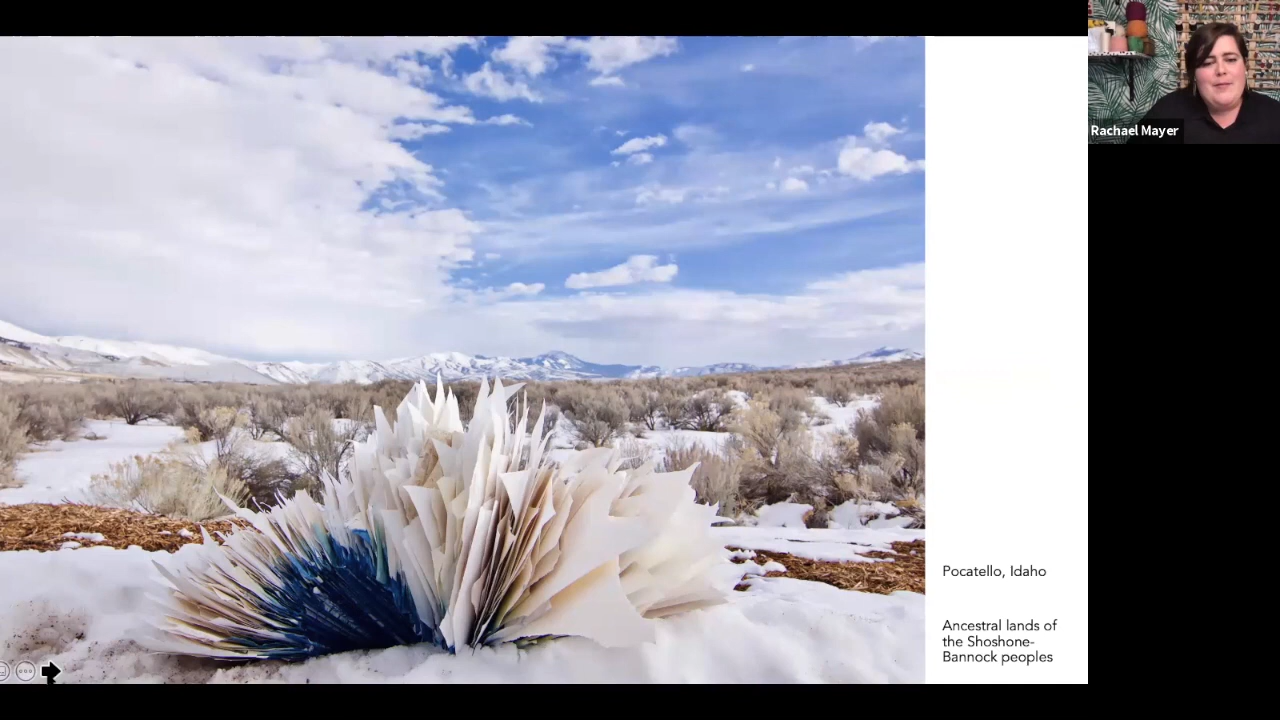 Rachael Mayer
Pocatello, Idaho
Ancestral lands of
the Shoshone-
Bannock peoples